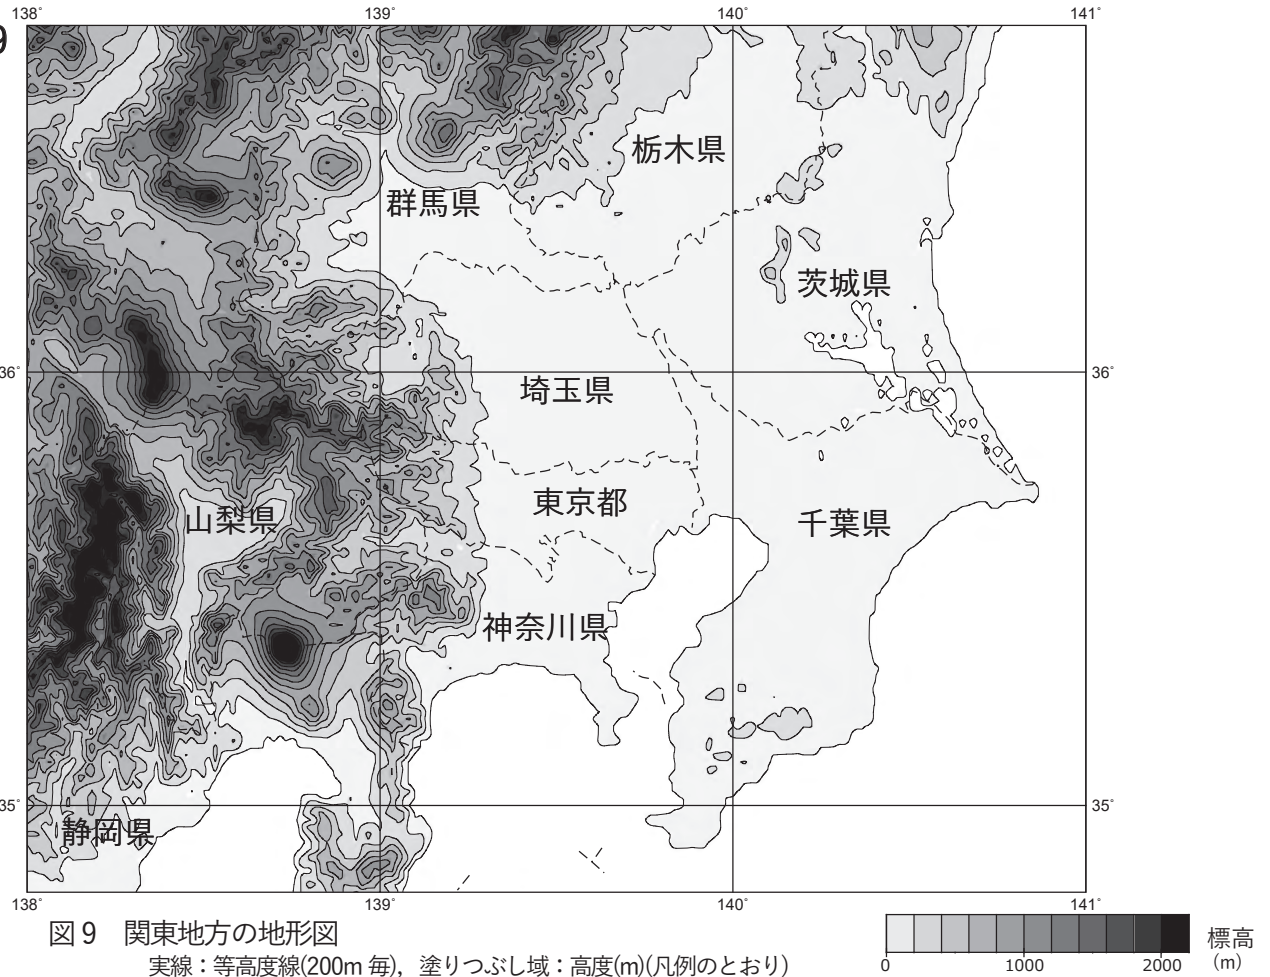 9
138° 139° 140° 141°
栃木県
群馬県
茨城県
36° 36°
埼玉県
東京都
山梨県
千葉県
神奈川県
35° 35°
静岡県
138° 139° 140° 141°
図9 関東地方の地形図
実線：等高度線(200m 毎)，塗りつぶし域：高度(m)(凡例のとおり)
0 1000 2000
標高
(m)